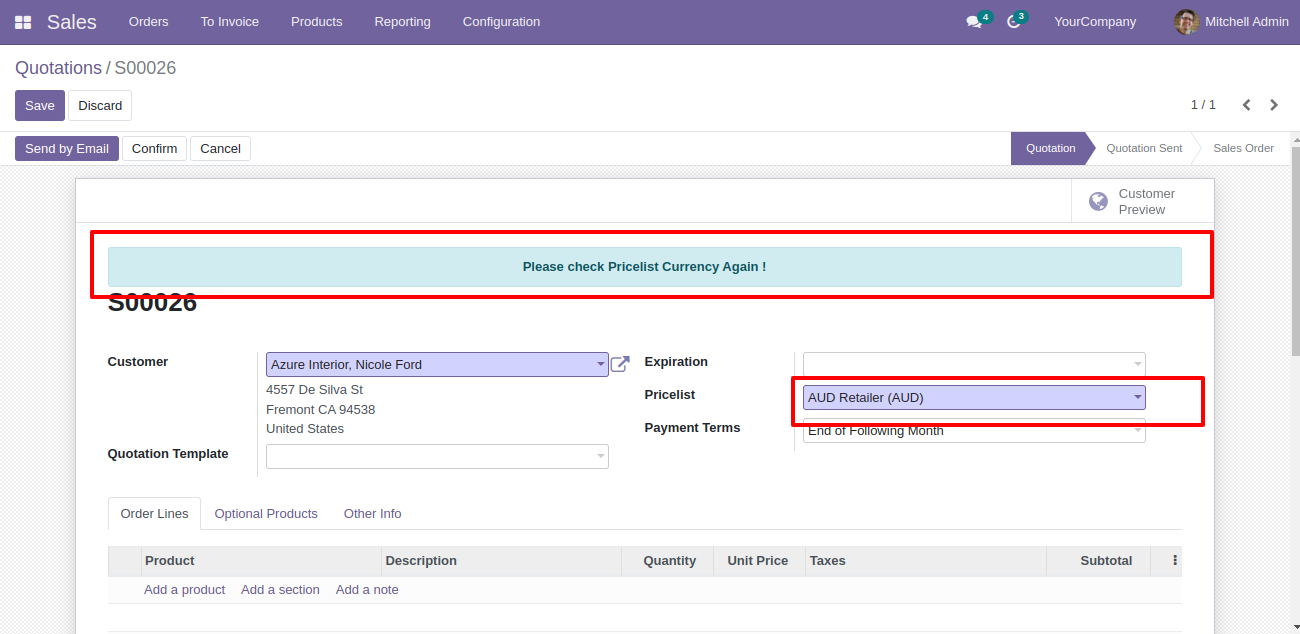 Sales Orders To Invoice Products Reporting Configuration 4 3 YourCompany Mitchell Admin
Quotations / S00026
Save Discard 1 / 1
Send by Email Confirm Cancel Quotation Quotation Sent Sales Order
Customer
Preview
Please check Pricelist Currency Again !
S00026
Customer Azure Interior, Nicole Ford Expiration
4557 De Silva St Pricelist AUD Retailer (AUD)
Fremont CA 94538
United States Payment Terms End of Following Month
Quotation Template
Order Lines Optional Products Other Info
Product Description Quantity Unit Price Taxes Subtotal
Add a product Add a section Add a note